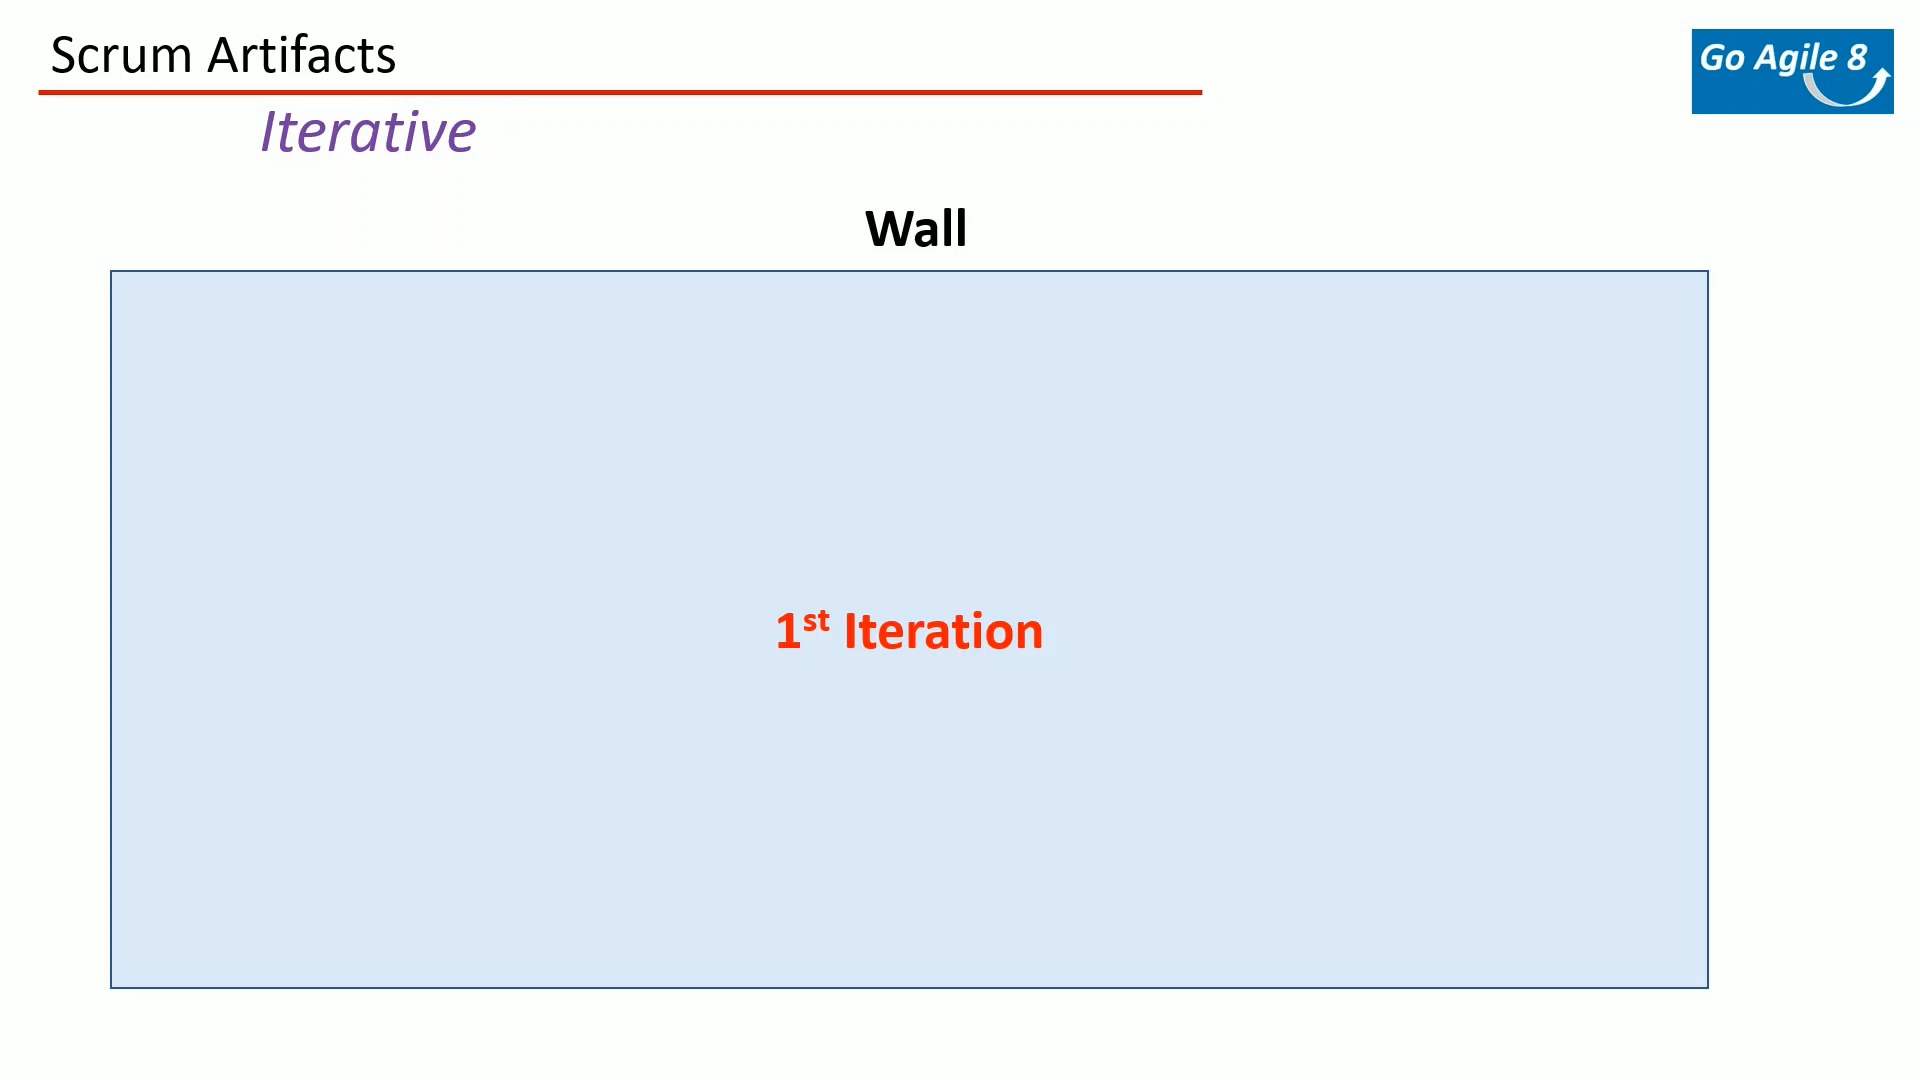 Scrum Artifacts
Go Agile 8
Iterative
Wall
1st Iteration